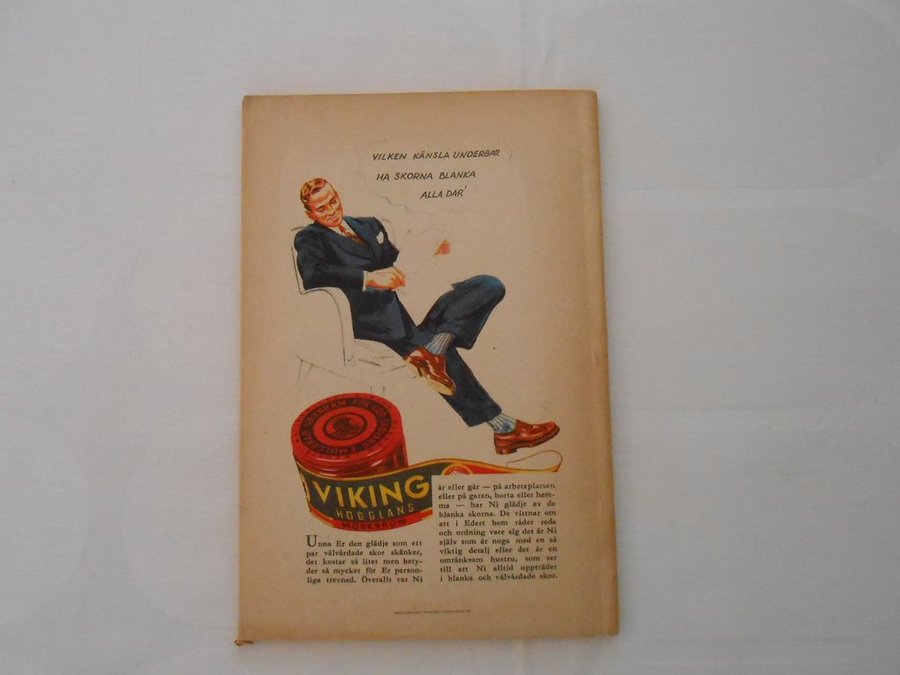 VILKEN KÄNSLA UNDERBAR
HA SKORNA BLANKA
ALLA DAR'
VIKING
HÖGGLANS
MÖRKBRUN
Unna Er den glädje som ett
par välvårdade skor skänker,
det kostar så litet men bety-
der så mycket för Er person-
liga trevnad. Överallt var Ni
är eller går — på arbetsplatsen
eller på gatan, borta eller hem-
ma — har Ni glädje av de
blanka skorna. De vittnar om
att i Edert hem råder reda
och ordning vare sig det är Ni
själv som är noga med en så
viktig detalj eller det är en
omtänksam hustru, som ser
till att Ni alltid uppträder
i blanka och välvårdade skor.